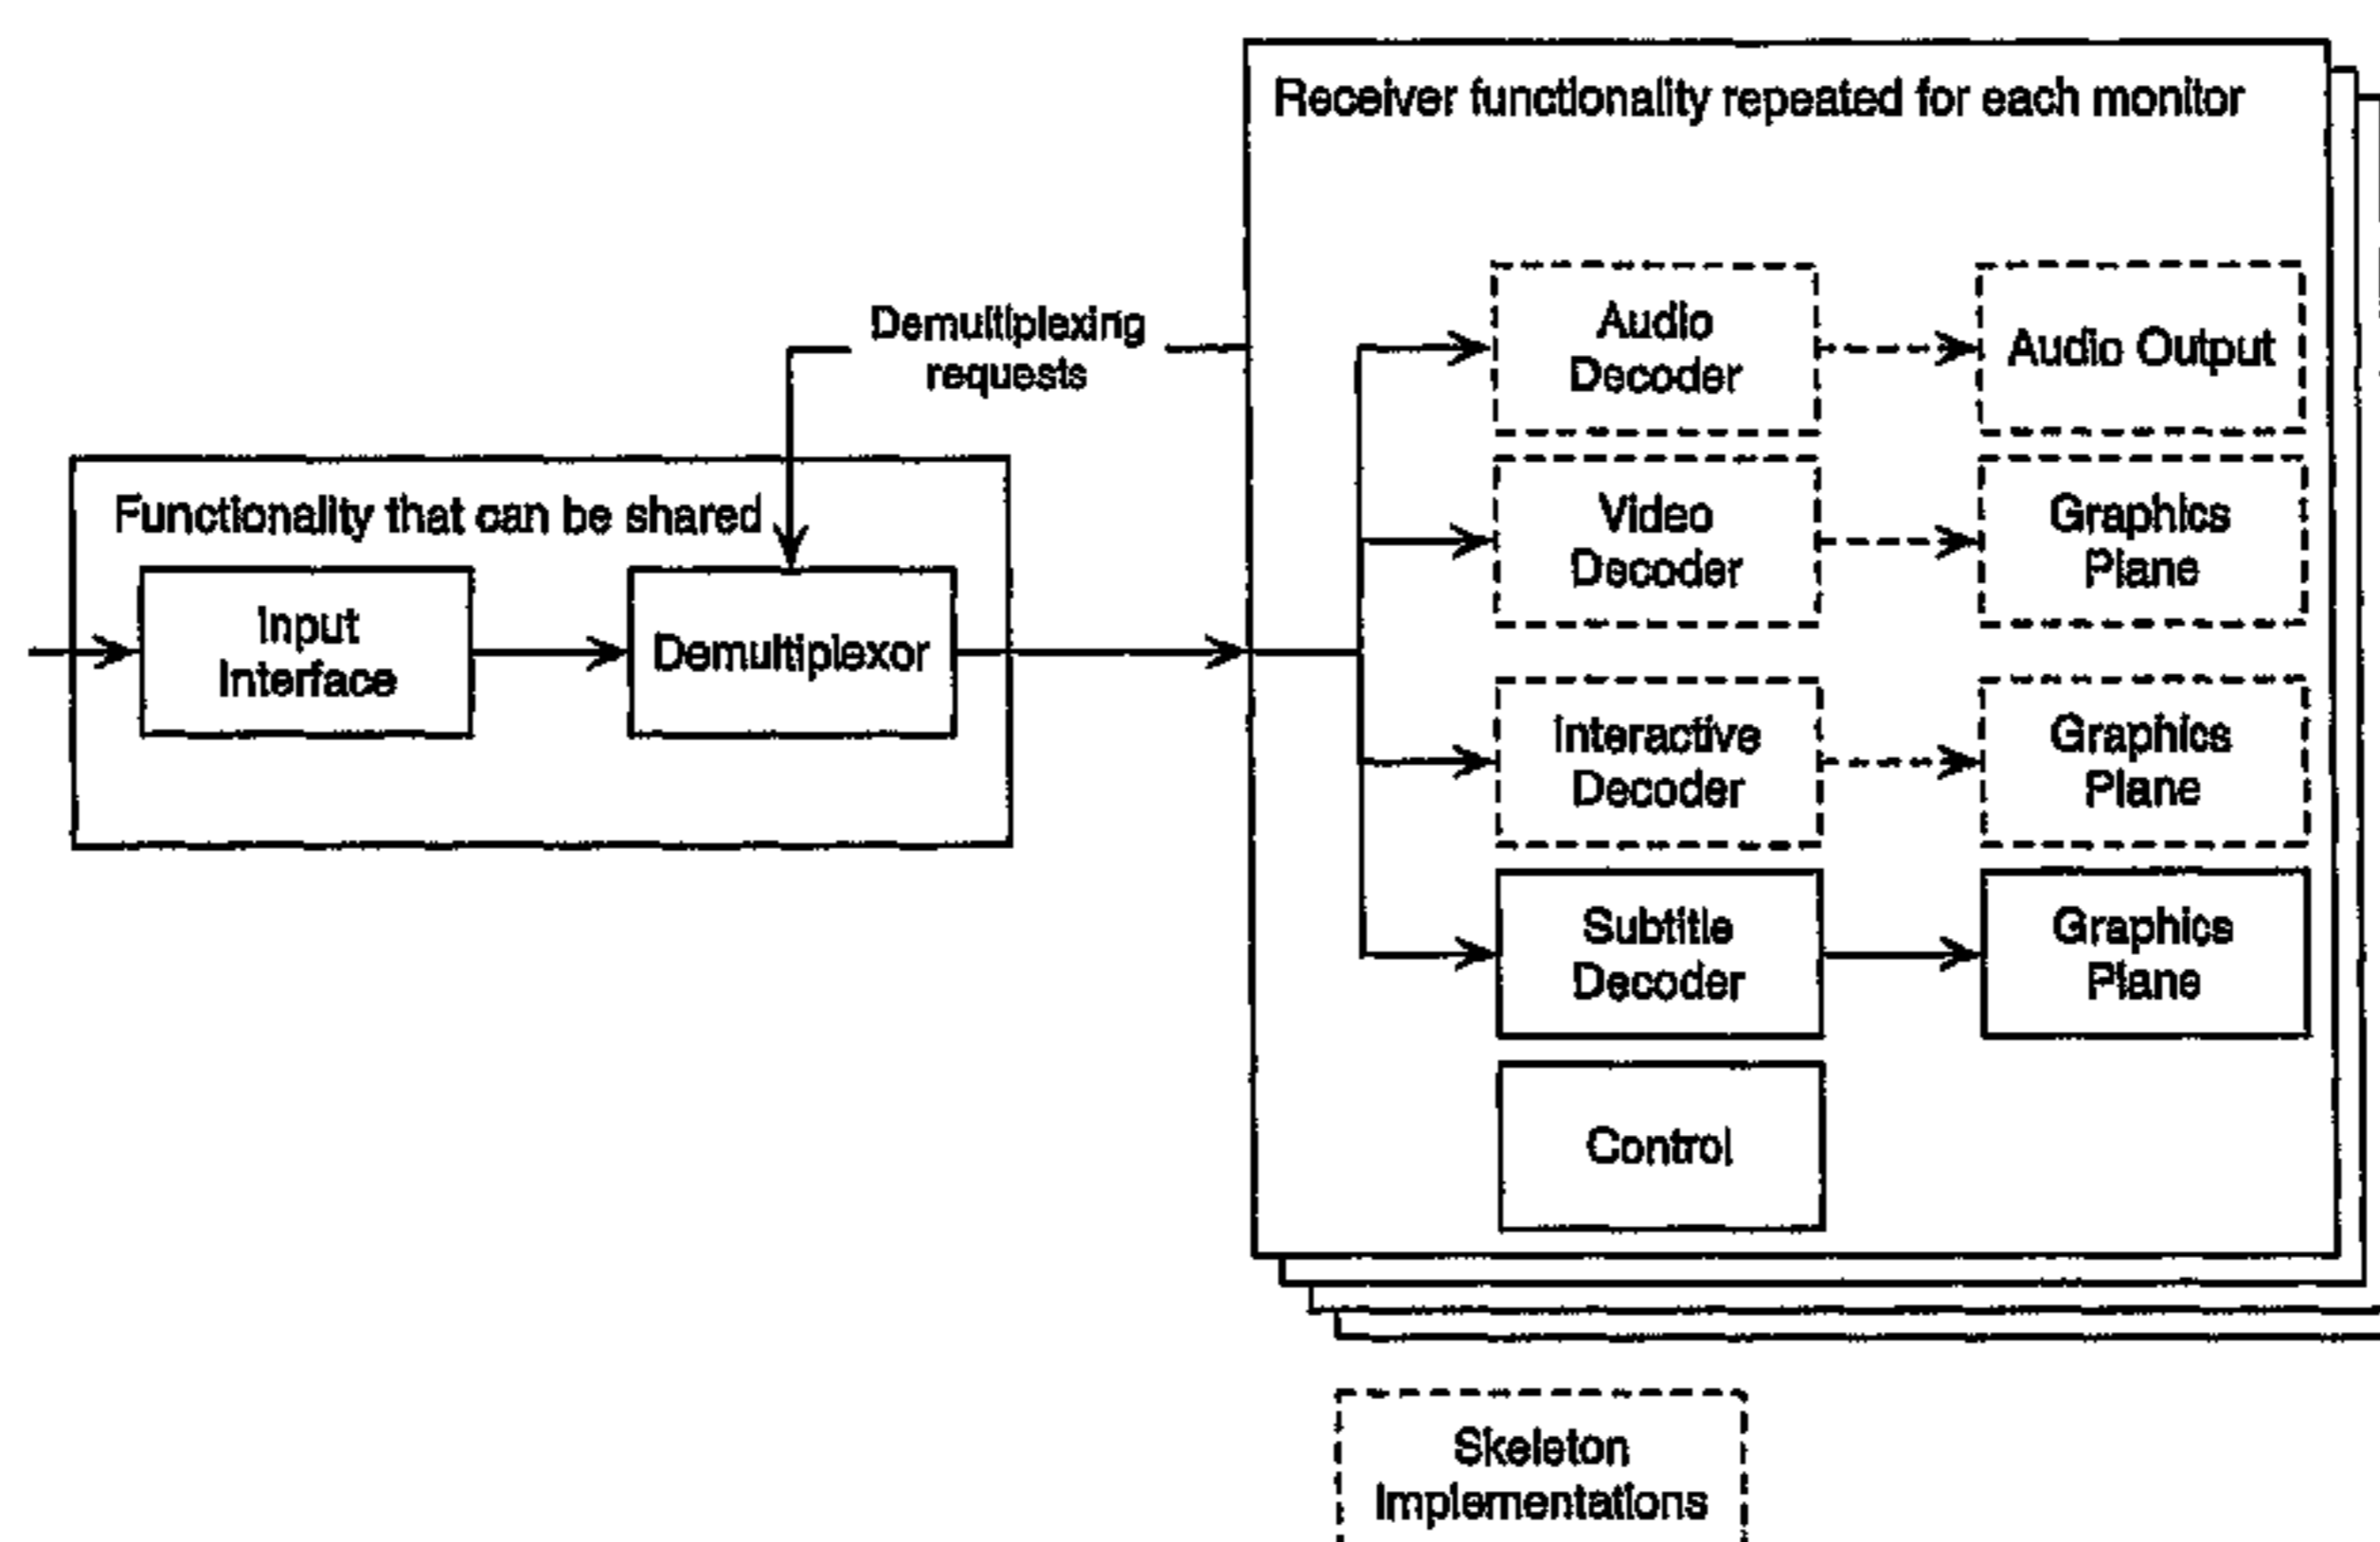 Receiver functionality repeated for each monitor
Demultiplexing
requests
Functionality that can be shared
Input
Interface
Demultiplexor
Audio
Decoder
Audio Output
Video
Decoder
Graphics
Plane
Interactive
Decoder
Graphics
Plane
Subtitle
Decoder
Graphics
Plane
Control
Skeleton
Implementations